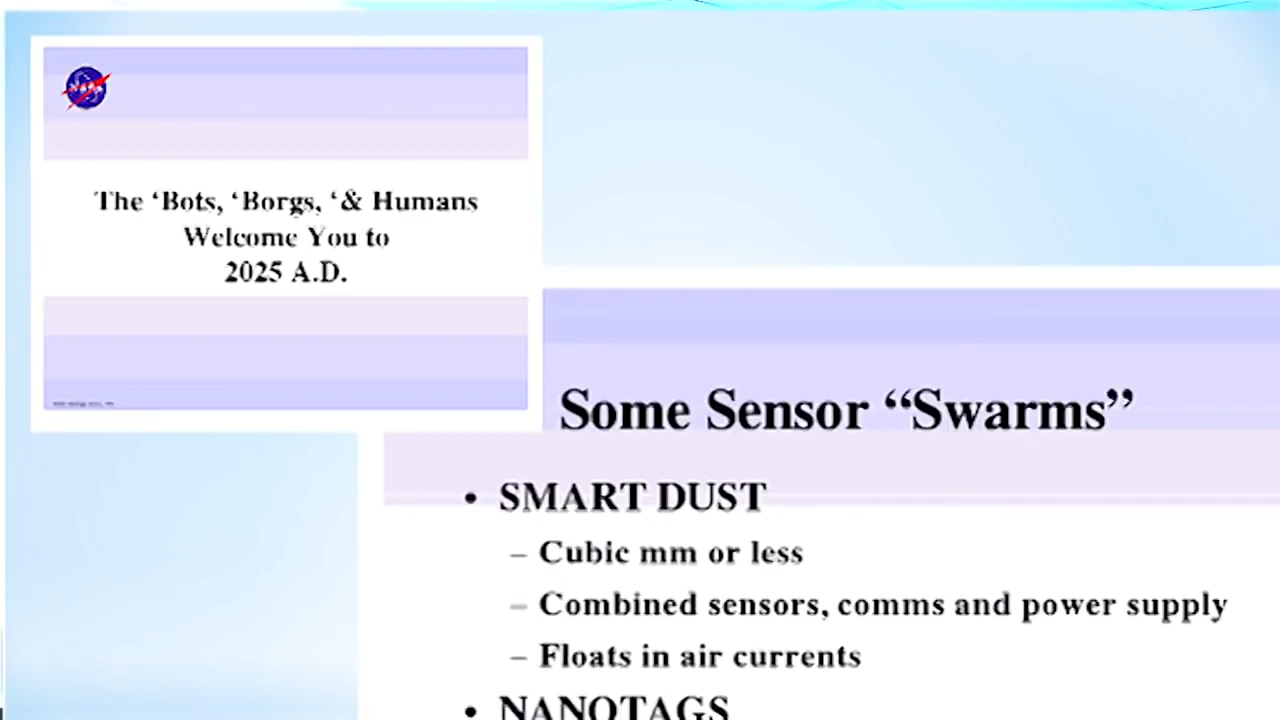 NASA
The ‘Bots, ‘Borgs, ‘& Humans
Welcome You to
2025 A.D.
Some Sensor “Swarms”
• SMART DUST
– Cubic mm or less
– Combined sensors, comms and power supply
– Floats in air currents
• NANOTAGS